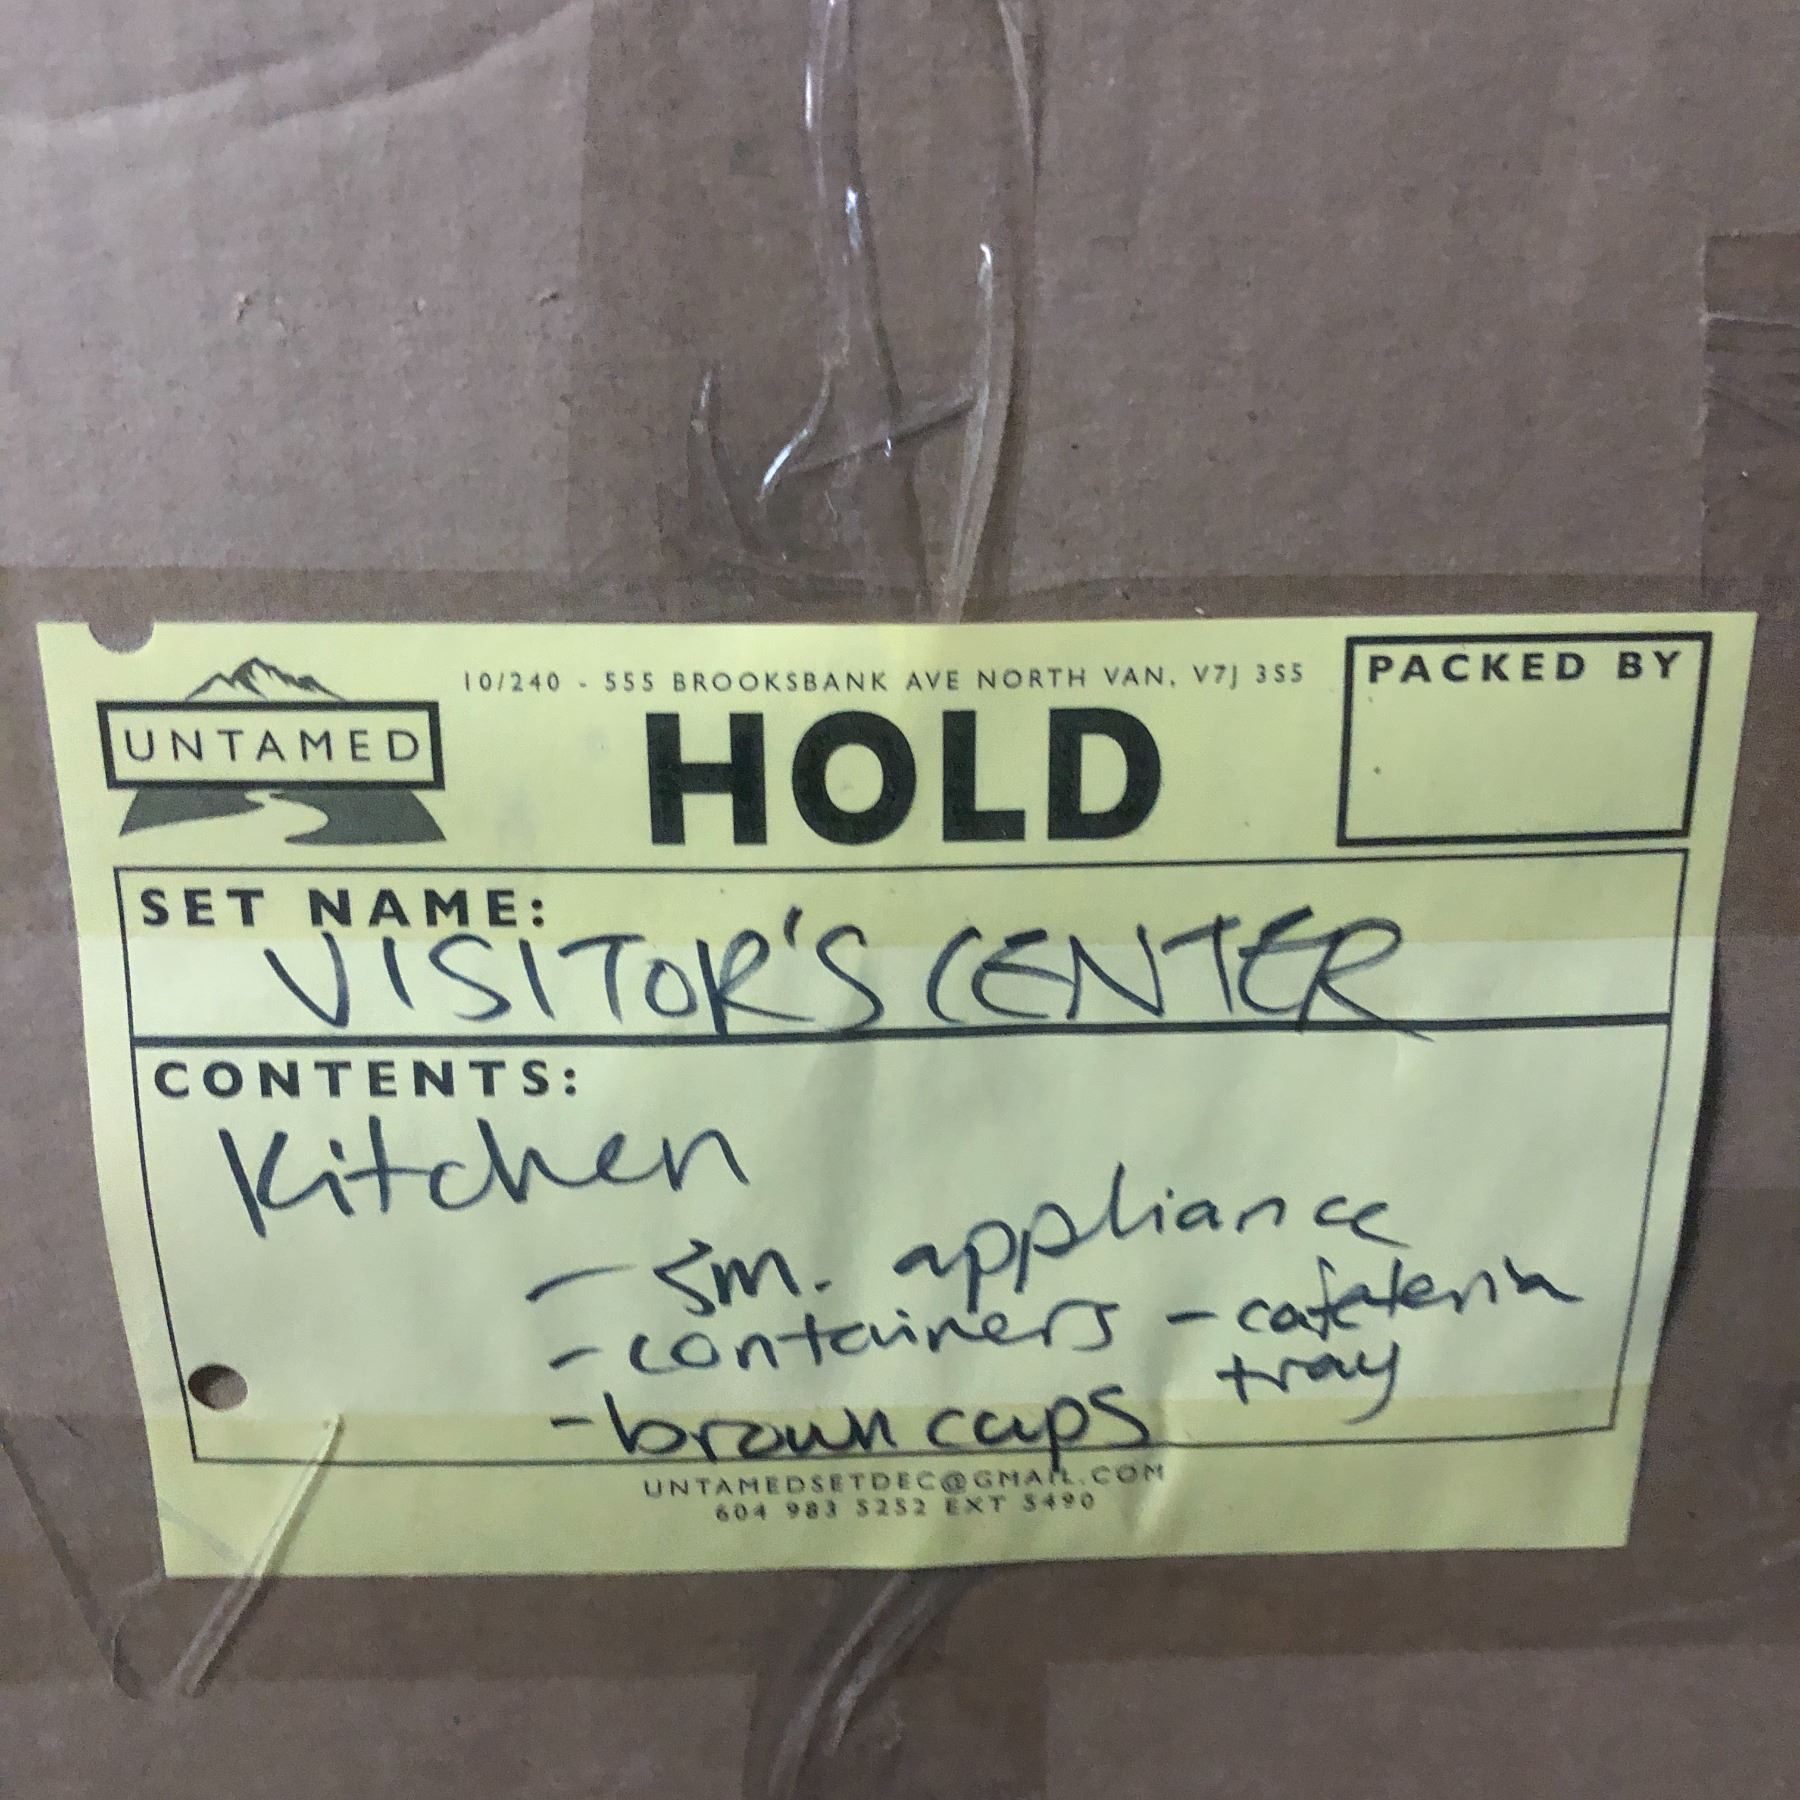 10/240 - 555 BROOKSBANK AVE NORTH VAN, V7J 3S5
UNTAMED
HOLD
PACKED BY
SET NAME:
VISITOR'S CENTER
CONTENTS:
Kitchen
- Sm. appliance
- containers
- cafeteria
tray
- brown cups
UNTAMEDSETDEC@GMAIL.COM
604 983 5252 EXT 5490